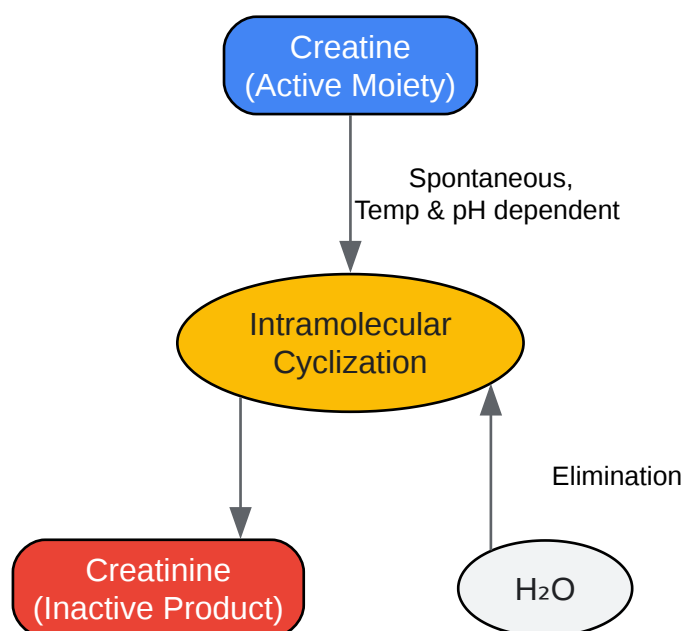 Creatine
(Active Moiety)
Spontaneous,
Temp & pH dependent
Intramolecular
Cyclization
Elimination
Creatinine
(Inactive Product)
H₂O